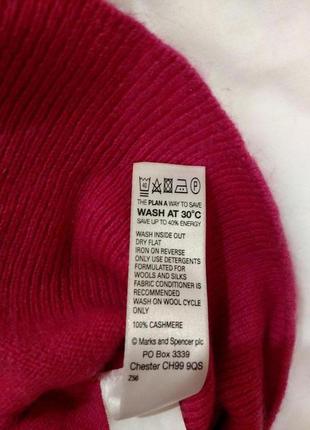 40 P
THE PLAN A WAY TO SAVE
WASH AT 30°C
SAVE UP TO 40% ENERGY
WASH INSIDE OUT
DRY FLAT
IRON ON REVERSE
ONLY USE DETERGENTS
FORMULATED FOR
WOOLS AND SILKS
FABRIC CONDITIONER IS
RECOMMENDED
WASH ON WOOL CYCLE
ONLY
100% CASHMERE
© Marks and Spencer plc
PO Box 3339
Chester CH99 9QS
Z56